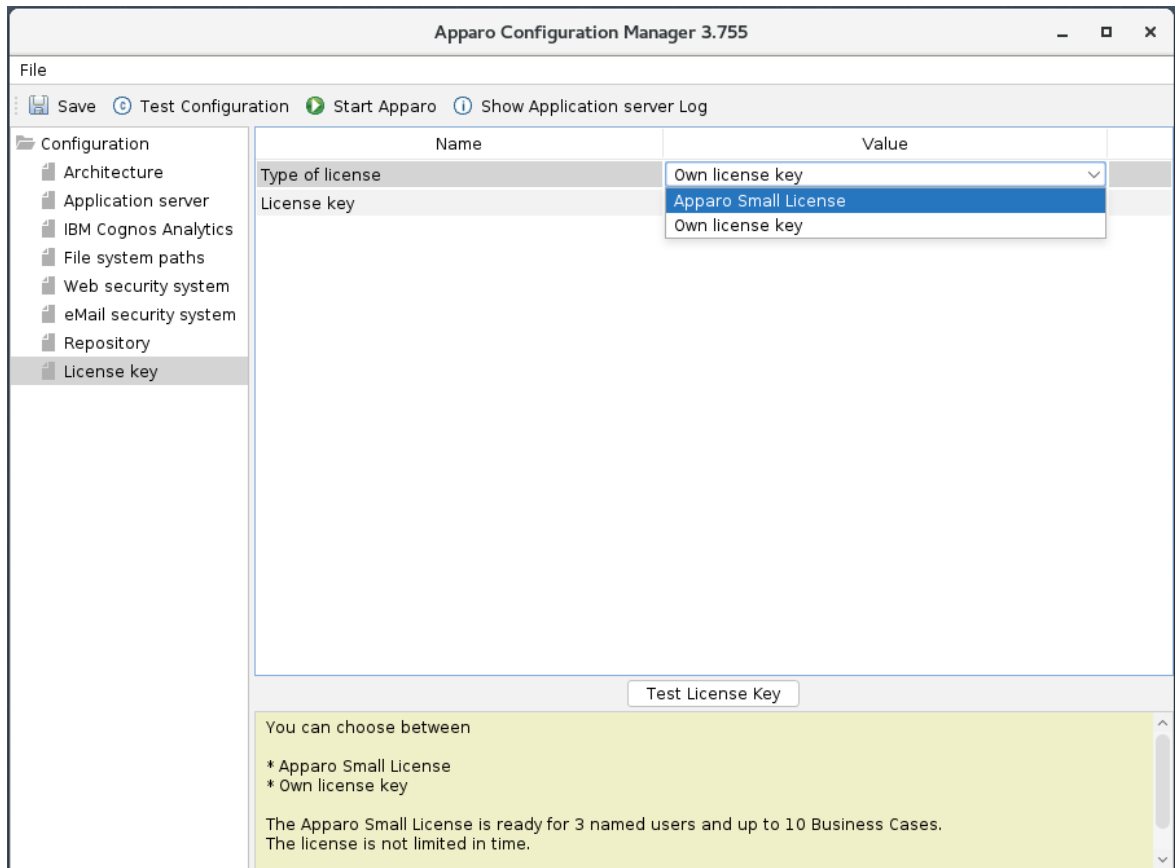 Apparo Configuration Manager 3.755
File
Save Test Configuration Start Apparo Show Application server Log
Configuration
Architecture
Application server
IBM Cognos Analytics
File system paths
Web security system
eMail security system
Repository
License key
Name Value
Type of license Own license key
License key Apparo Small License
Own license key
Test License Key
You can choose between
* Apparo Small License
* Own license key
The Apparo Small License is ready for 3 named users and up to 10 Business Cases.
The license is not limited in time.